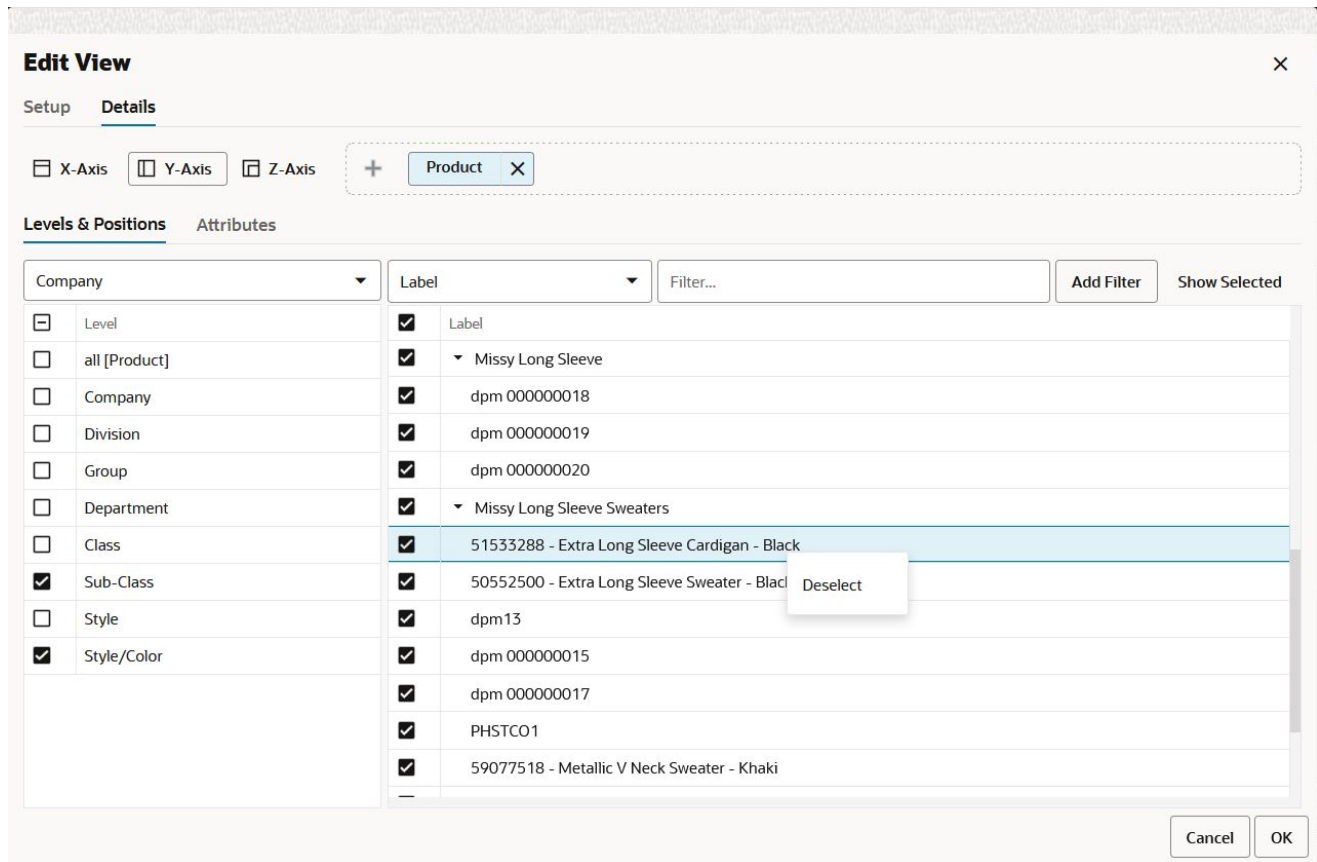 Edit View
Setup Details
X-Axis Y-Axis Z-Axis Product
Levels & Positions Attributes
Company Label Filter... Add Filter Show Selected
Level Label
all [Product] Missy Long Sleeve
Company dpm 000000018
Division dpm 000000019
Group dpm 000000020
Department Missy Long Sleeve Sweaters
Class 51533288 - Extra Long Sleeve Cardigan - Black
Sub-Class 50552500 - Extra Long Sleeve Sweater - Blac Deselect
Style dpm13
Style/Color dpm 000000015
dpm 000000017
PHSTCO1
59077518 - Metallic V Neck Sweater - Khaki
Cancel OK